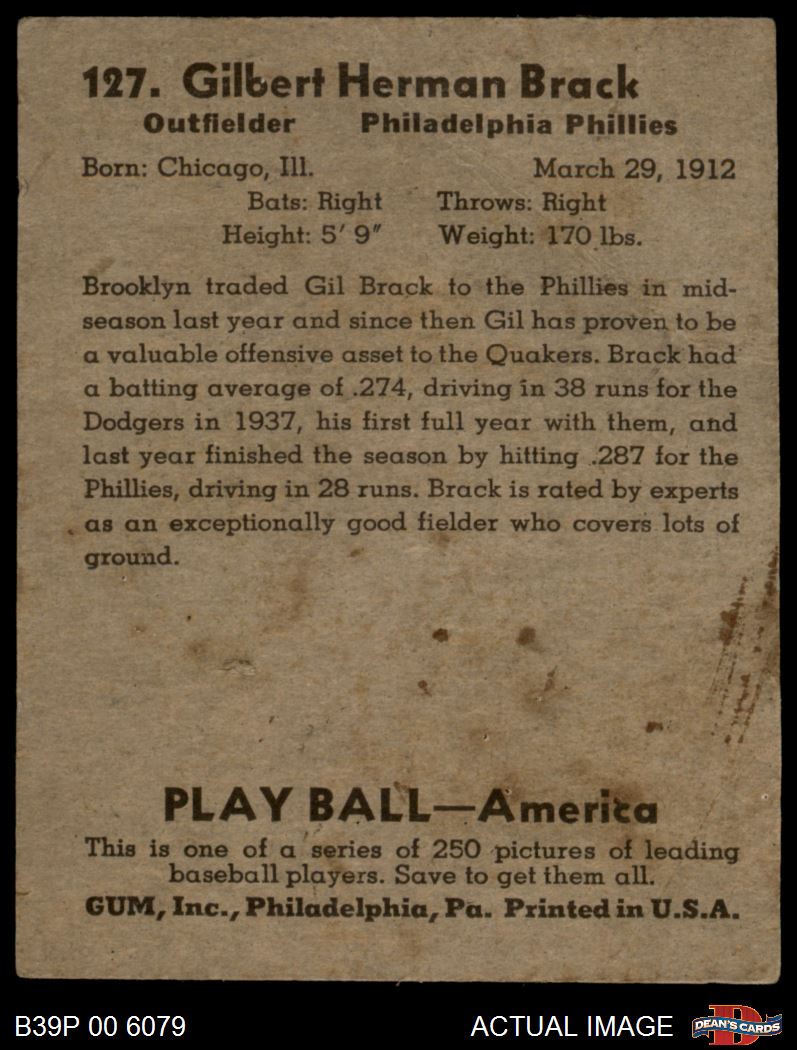 127. Gilbert Herman Brack
Outfielder Philadelphia Phillies
Born: Chicago, Ill. March 29, 1912
Bats: Right Throws: Right
Height: 5' 9" Weight: 170 lbs.
Brooklyn traded Gil Brack to the Phillies in mid-
season last year and since then Gil has proven to be
a valuable offensive asset to the Quakers. Brack had
a batting average of .274, driving in 38 runs for the
Dodgers in 1937, his first full year with them, and
last year finished the season by hitting .287 for the
Phillies, driving in 28 runs. Brack is rated by experts
as an exceptionally good fielder who covers lots of
ground.
PLAY BALL—America
This is one of a series of 250 pictures of leading
baseball players. Save to get them all.
GUM, Inc., Philadelphia, Pa. Printed in U.S.A.
B39P 00 6079 ACTUAL IMAGE D DEAN'S CARDS